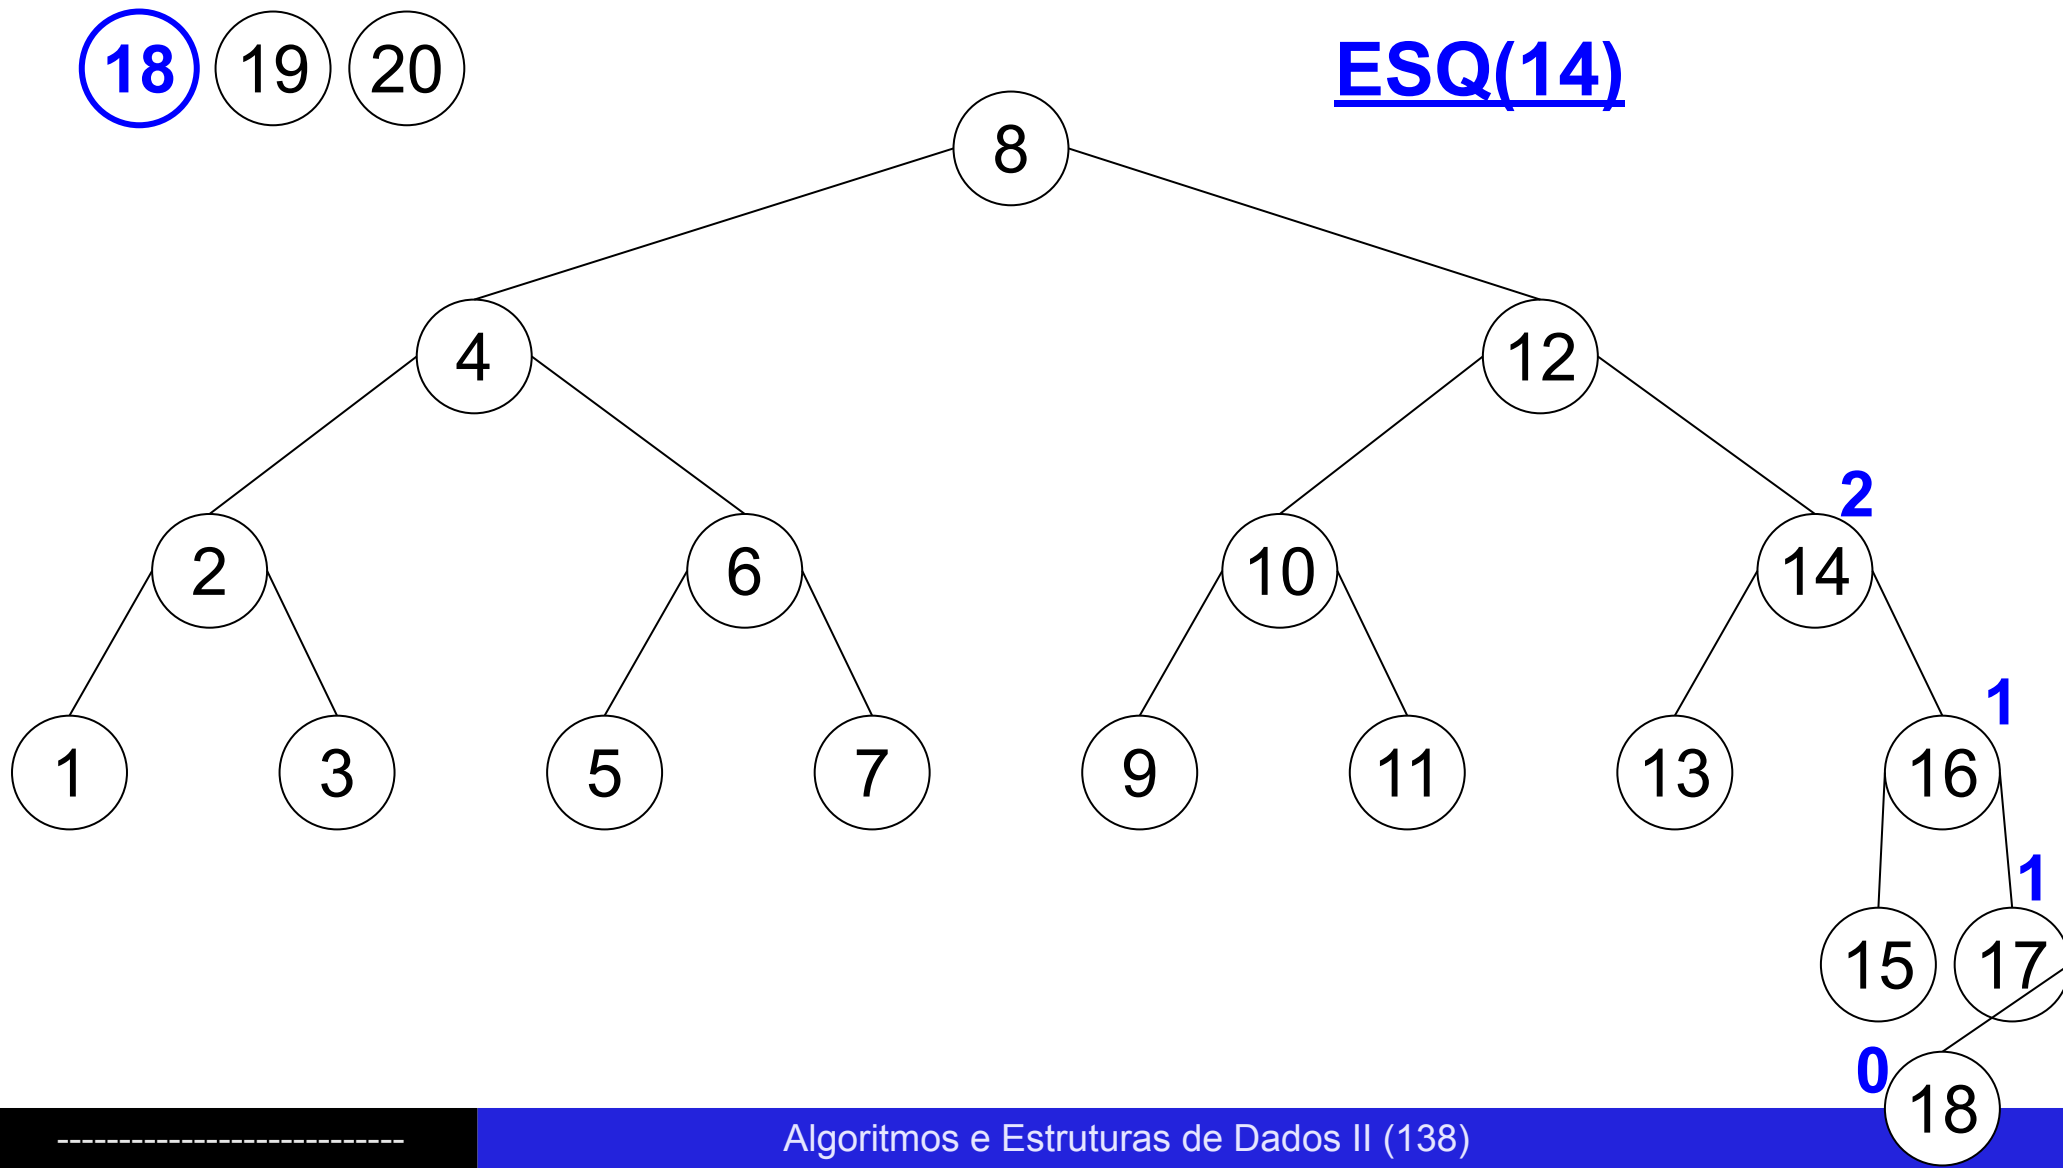 18 19 20
ESQ(14)
8
4 12
2
2 6 10 14
1
1 3 5 7 9 11 13 16
1
15 17
0
18
---------------------------- Algoritmos e Estruturas de Dados II (138)